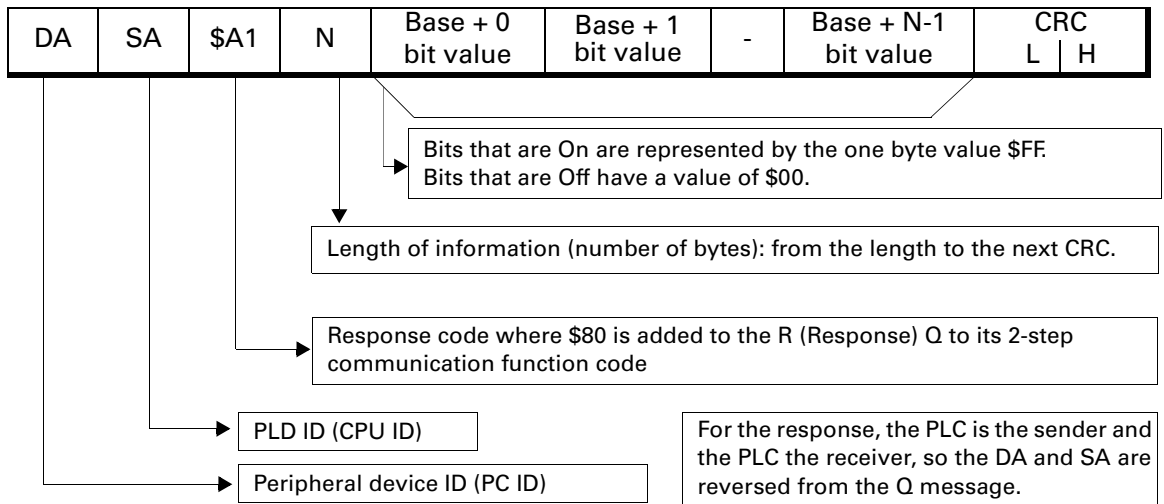 DA SA $A1 N Base + 0 bit value Base + 1 bit value - Base + N-1 bit value CRC L H
Bits that are On are represented by the one byte value $FF.
Bits that are Off have a value of $00.
Length of information (number of bytes): from the length to the next CRC.
Response code where $80 is added to the R (Response) Q to its 2-step
communication function code
PLD ID (CPU ID)
Peripheral device ID (PC ID)
For the response, the PLC is the sender and
the PLC the receiver, so the DA and SA are
reversed from the Q message.